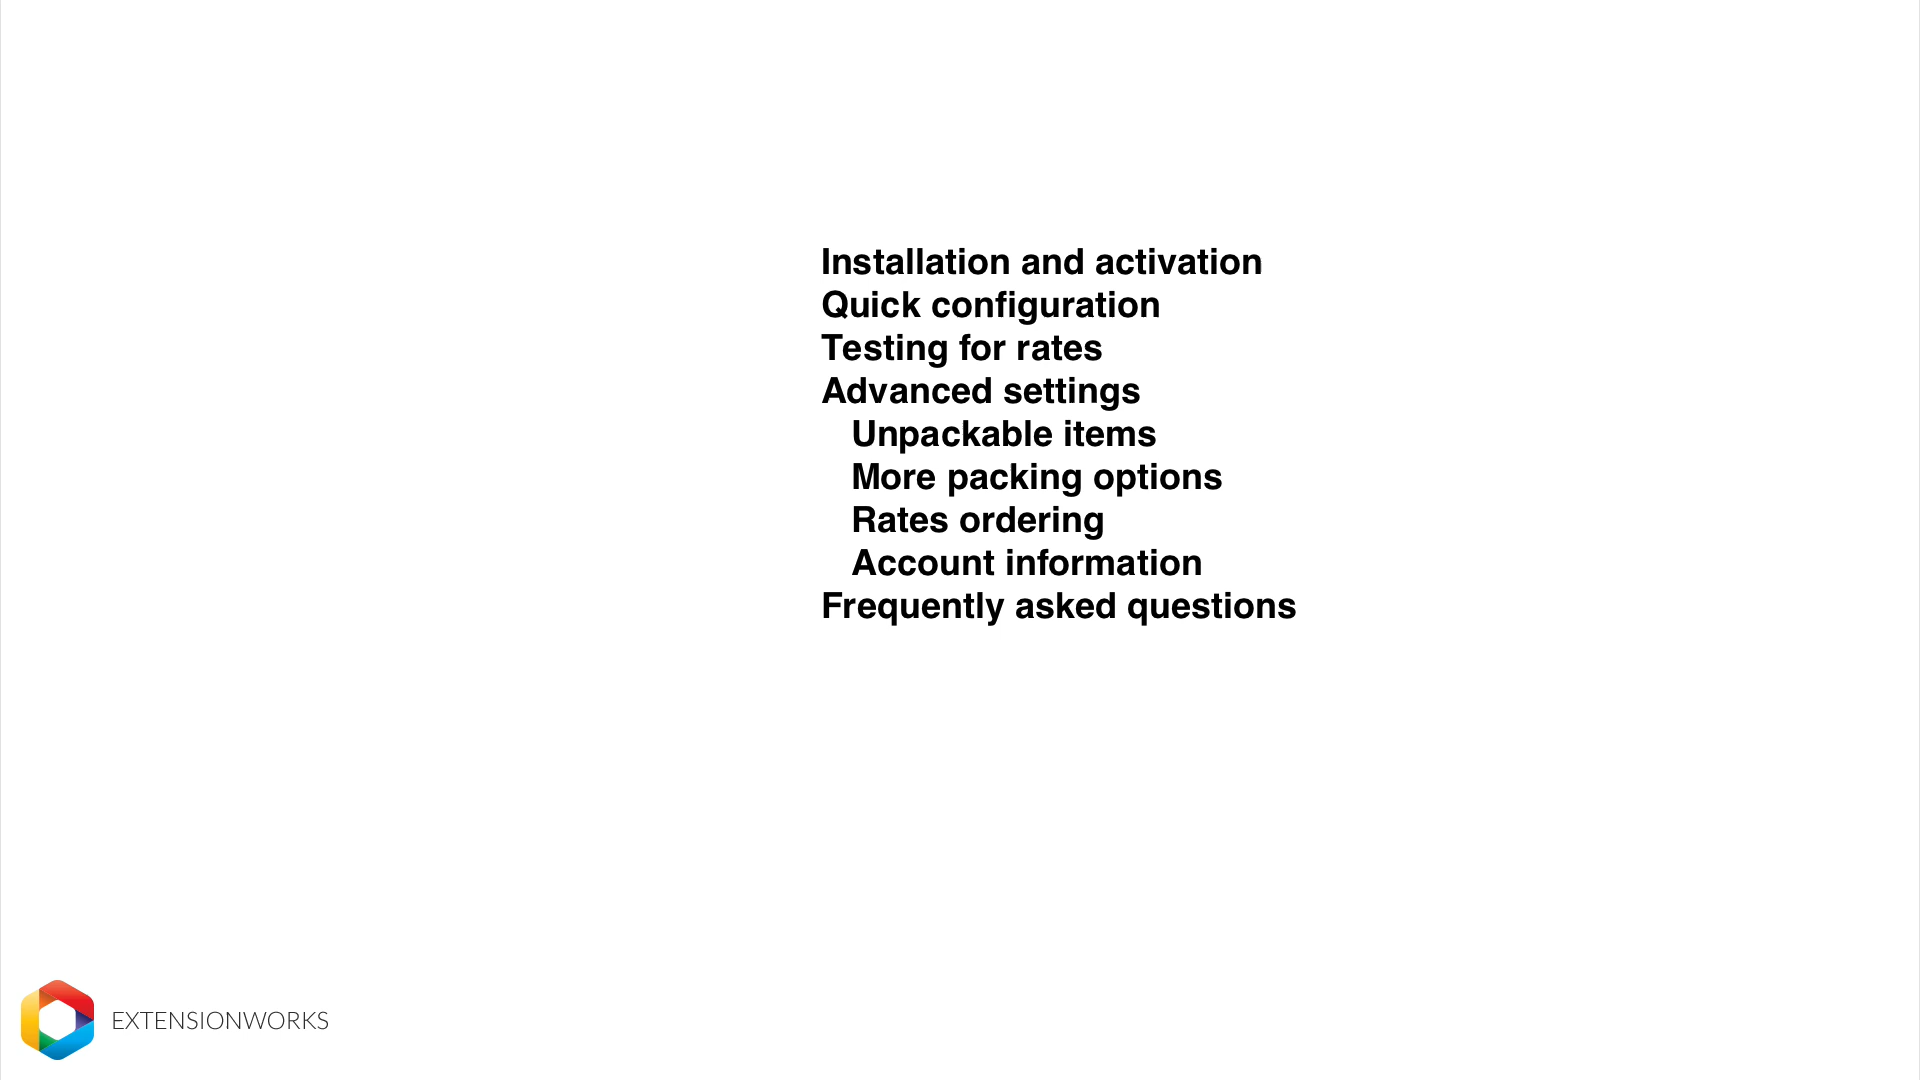 Installation and activation
Quick configuration
Testing for rates
Advanced settings
Unpackable items
More packing options
Rates ordering
Account information
Frequently asked questions
EXTENSIONWORKS